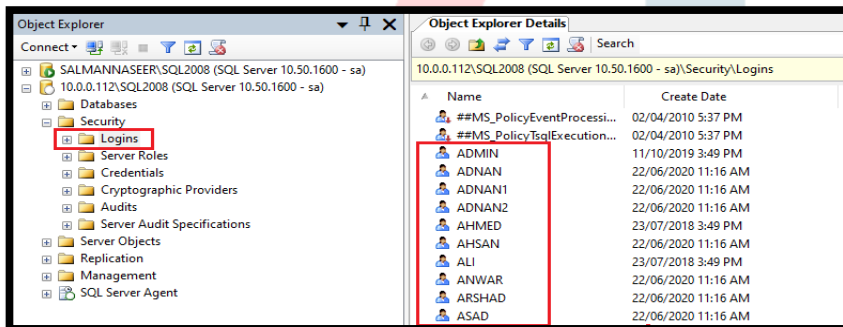 Object Explorer
Connect
SALMANNASEER\SQL2008 (SQL Server 10.50.1600 - sa)
10.0.0.112\SQL2008 (SQL Server 10.50.1600 - sa)
Databases
Security
Logins
Server Roles
Credentials
Cryptographic Providers
Audits
Server Audit Specifications
Server Objects
Replication
Management
SQL Server Agent
Object Explorer Details
Search
10.0.0.112\SQL2008 (SQL Server 10.50.1600 - sa)\Security\Logins
Name Create Date
##MS_PolicyEventProcessi... 02/04/2010 5:37 PM
##MS_PolicyTsqlExecution... 02/04/2010 5:37 PM
ADMIN 11/10/2019 3:49 PM
ADNAN 22/06/2020 11:16 AM
ADNAN1 22/06/2020 11:16 AM
ADNAN2 22/06/2020 11:16 AM
AHMED 23/07/2018 3:49 PM
AHSAN 22/06/2020 11:16 AM
ALI 23/07/2018 3:49 PM
ANWAR 22/06/2020 11:16 AM
ARSHAD 22/06/2020 11:16 AM
ASAD 22/06/2020 11:16 AM